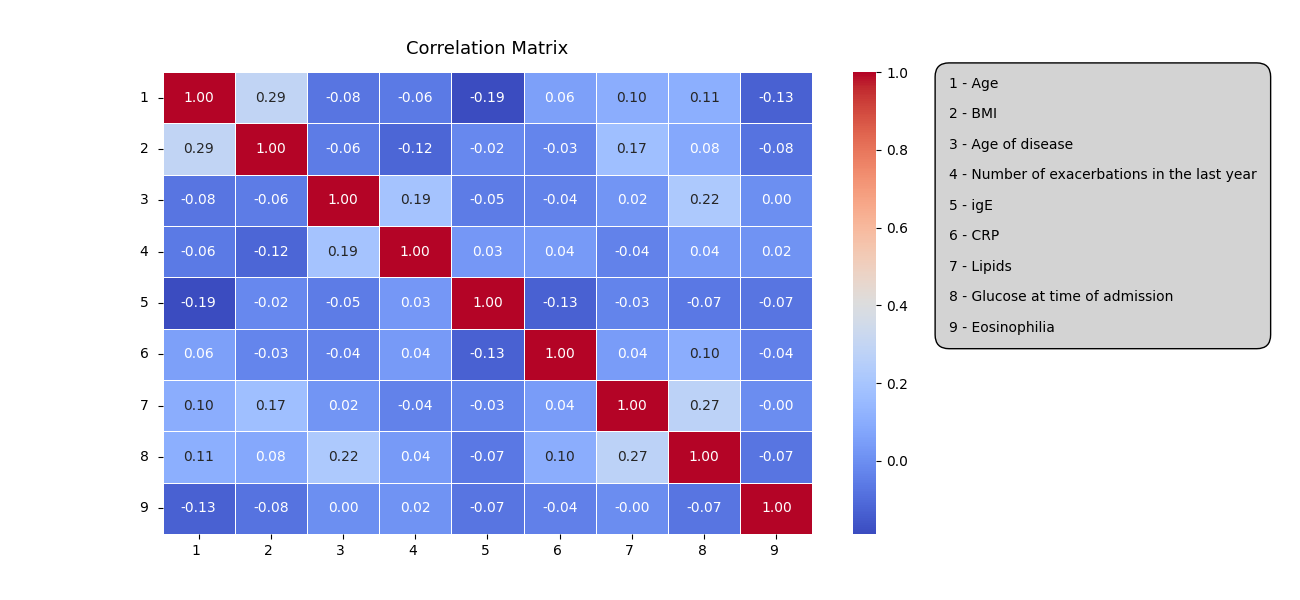 Correlation Matrix
1 1.00 0.29 -0.08 -0.06 -0.19 0.06 0.10 0.11 -0.13
2 0.29 1.00 -0.06 -0.12 -0.02 -0.03 0.17 0.08 -0.08
3 -0.08 -0.06 1.00 0.19 -0.05 -0.04 0.02 0.22 0.00
4 -0.06 -0.12 0.19 1.00 0.03 0.04 -0.04 0.04 0.02
5 -0.19 -0.02 -0.05 0.03 1.00 -0.13 -0.03 -0.07 -0.07
6 0.06 -0.03 -0.04 0.04 -0.13 1.00 0.04 0.10 -0.04
7 0.10 0.17 0.02 -0.04 -0.03 0.04 1.00 0.27 -0.00
8 0.11 0.08 0.22 0.04 -0.07 0.10 0.27 1.00 -0.07
9 -0.13 -0.08 0.00 0.02 -0.07 -0.04 -0.00 -0.07 1.00
1 2 3 4 5 6 7 8 9
1.0
0.8
0.6
0.4
0.2
0.0
1 - Age
2 - BMI
3 - Age of disease
4 - Number of exacerbations in the last year
5 - igE
6 - CRP
7 - Lipids
8 - Glucose at time of admission
9 - Eosinophilia